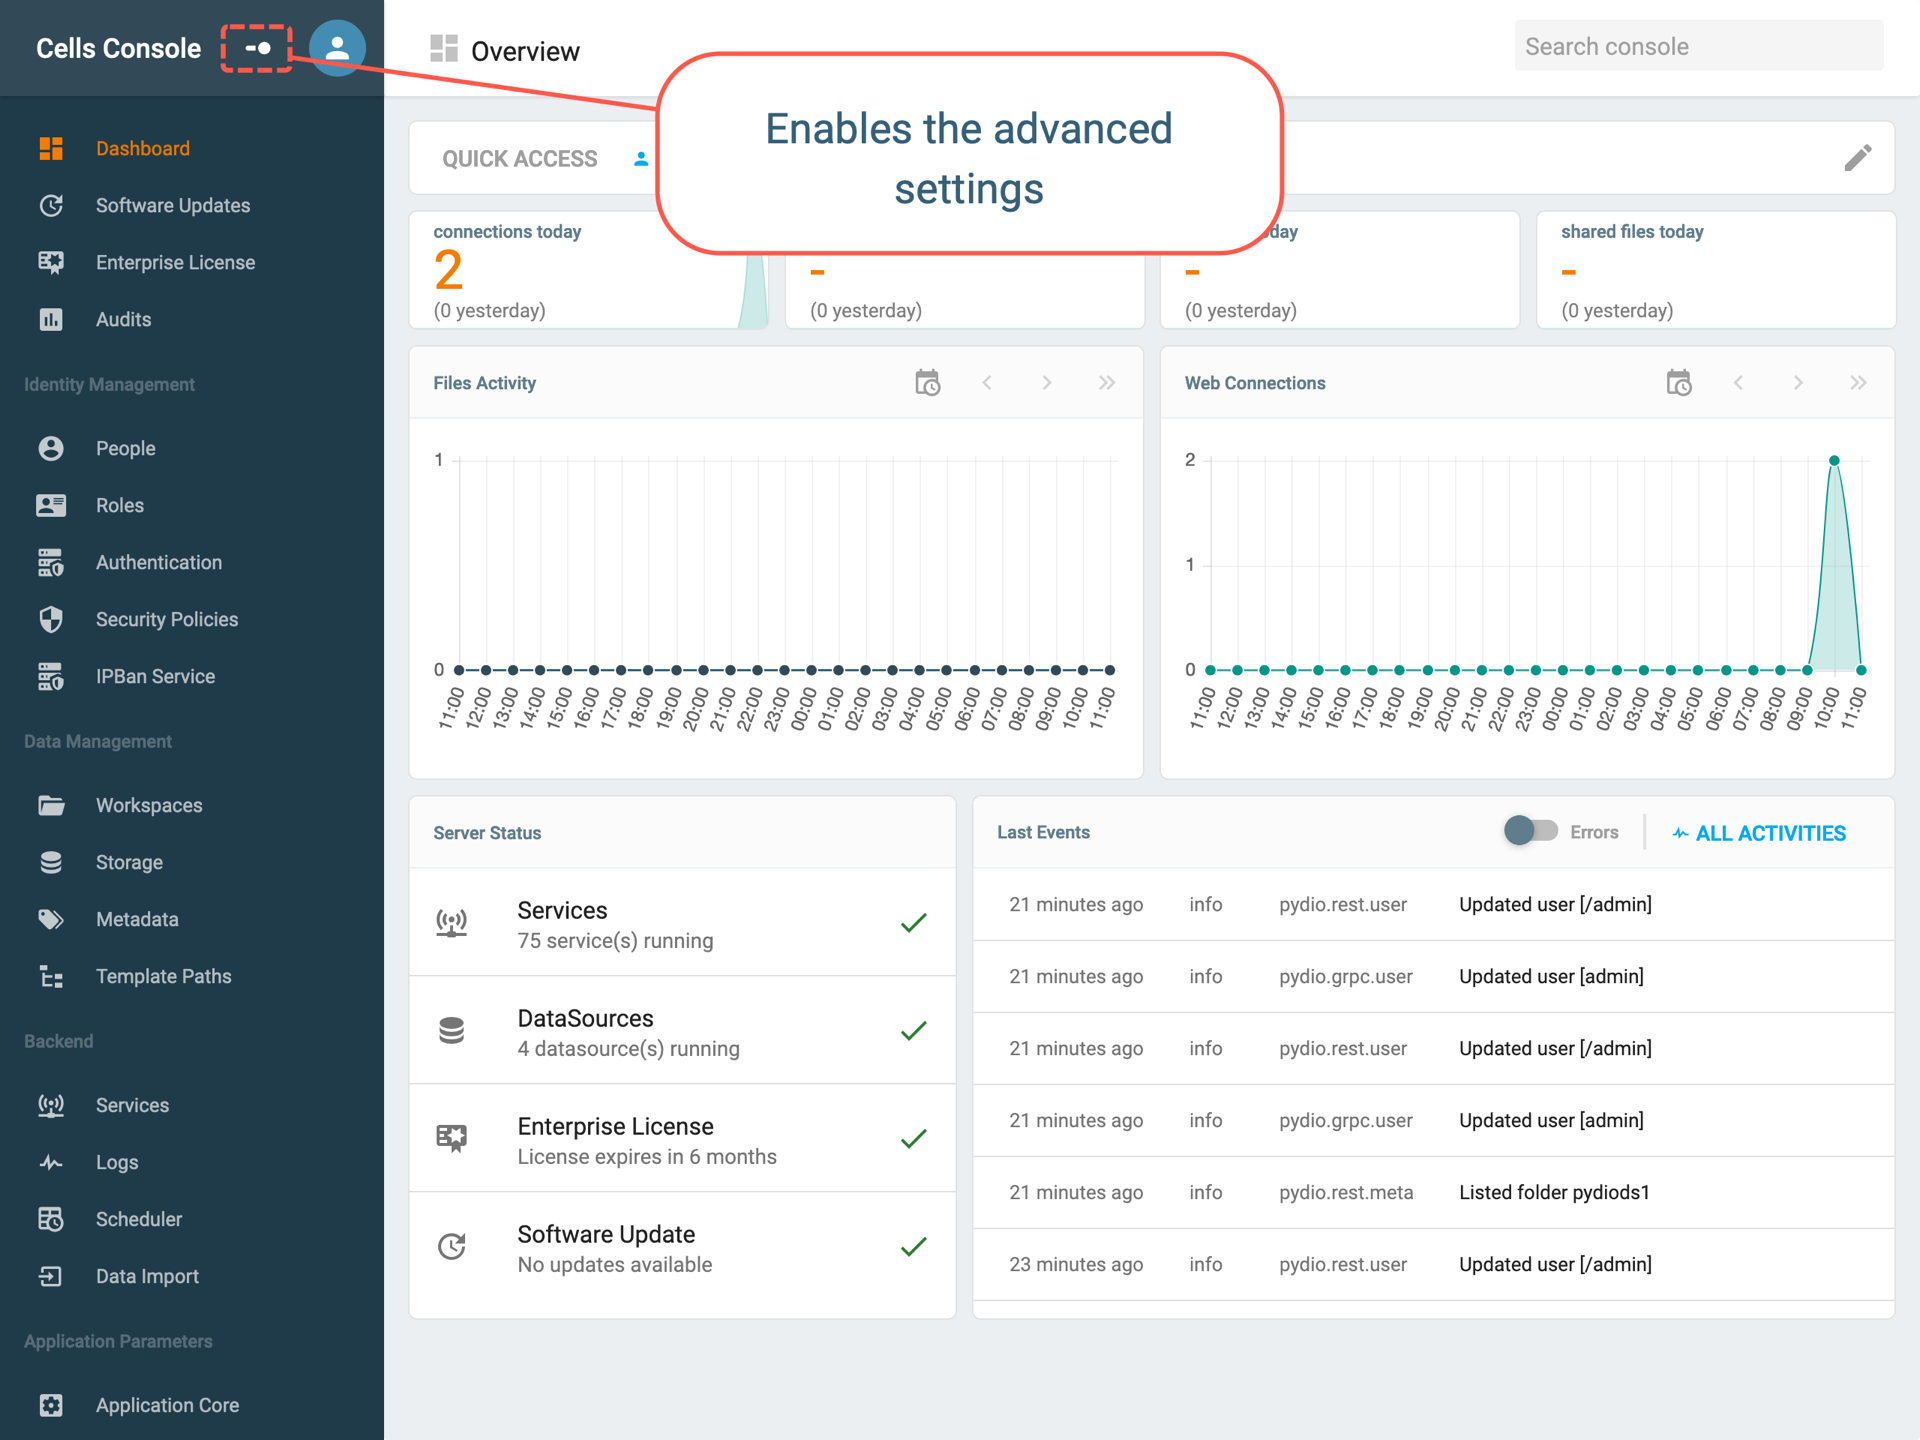 Cells Console
Overview
Search console
Enables the advanced
settings
Dashboard
Software Updates
Enterprise License
Audits
Identity Management
People
Roles
Authentication
Security Policies
IPBan Service
Data Management
Workspaces
Storage
Metadata
Template Paths
Backend
Services
Logs
Scheduler
Data Import
Application Parameters
Application Core
QUICK ACCESS
connections today
2
(0 yesterday)
-
(0 yesterday)
-
(0 yesterday)
shared files today
-
(0 yesterday)
Files Activity
1
0
11:00 12:00 13:00 14:00 15:00 16:00 17:00 18:00 19:00 20:00 21:00 22:00 23:00 00:00 01:00 02:00 03:00 04:00 05:00 06:00 07:00 08:00 09:00 10:00 11:00
Web Connections
2
1
0
11:00 12:00 13:00 14:00 15:00 16:00 17:00 18:00 19:00 20:00 21:00 22:00 23:00 00:00 01:00 02:00 03:00 04:00 05:00 06:00 07:00 08:00 09:00 10:00 11:00
Server Status
Services
75 service(s) running
DataSources
4 datasource(s) running
Enterprise License
License expires in 6 months
Software Update
No updates available
Last Events
Errors
ALL ACTIVITIES
21 minutes ago info pydio.rest.user Updated user [/admin]
21 minutes ago info pydio.grpc.user Updated user [admin]
21 minutes ago info pydio.rest.user Updated user [/admin]
21 minutes ago info pydio.grpc.user Updated user [admin]
21 minutes ago info pydio.rest.meta Listed folder pydiods1
23 minutes ago info pydio.rest.user Updated user [/admin]